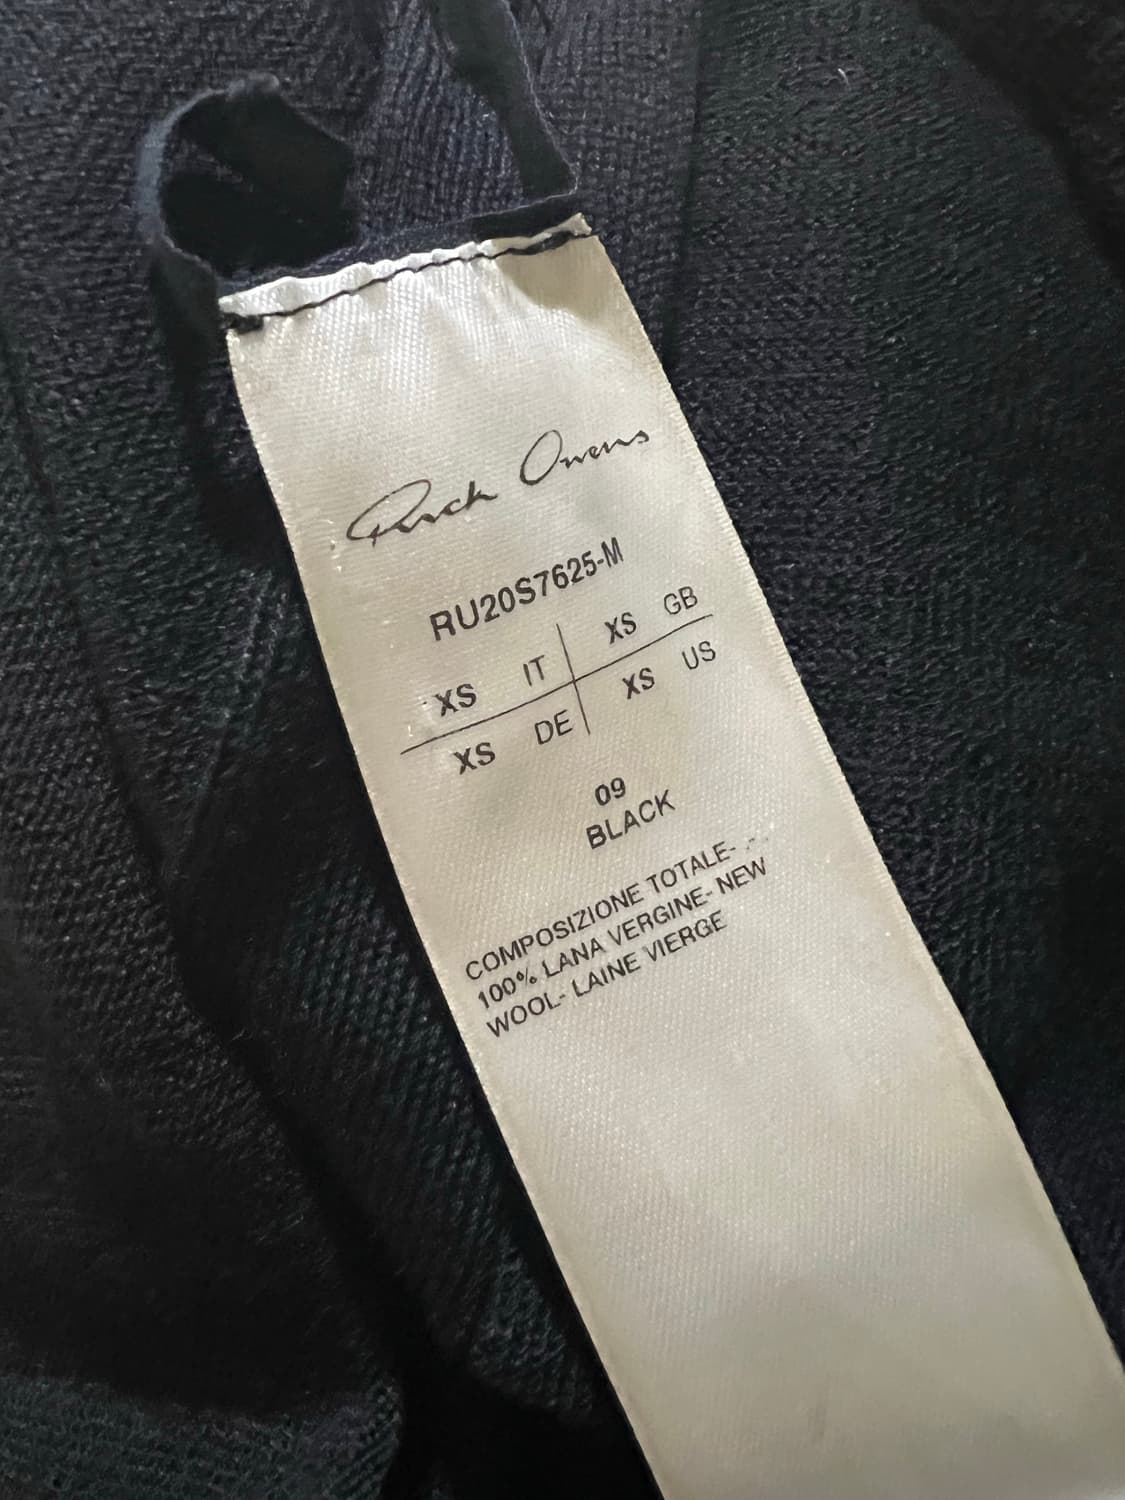 Rick Owens
RU20S7625-M
XS IT XS GB
XS DE XS US
09
BLACK
COMPOSIZIONE TOTALE-
100% LANA VERGINE- NEW
WOOL- LAINE VIERGE